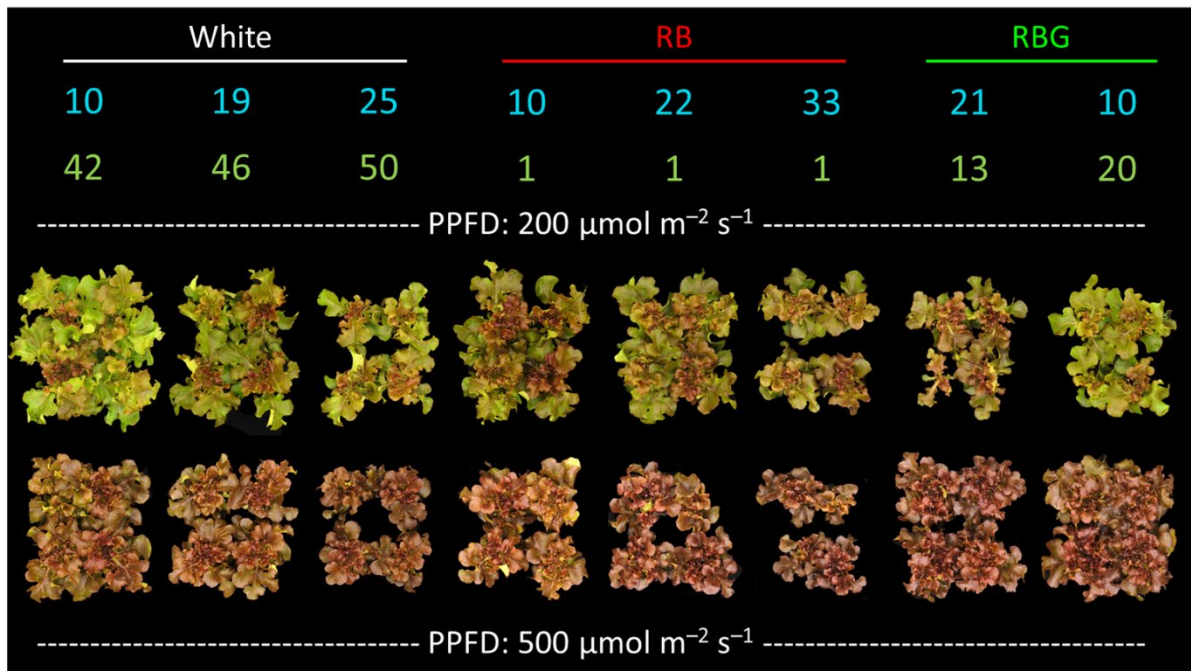 White RB RBG
10 19 25 10 22 33 21 10
42 46 50 1 1 1 13 20
PPFD: 200 µmol m⁻² s⁻¹
PPFD: 500 µmol m⁻² s⁻¹